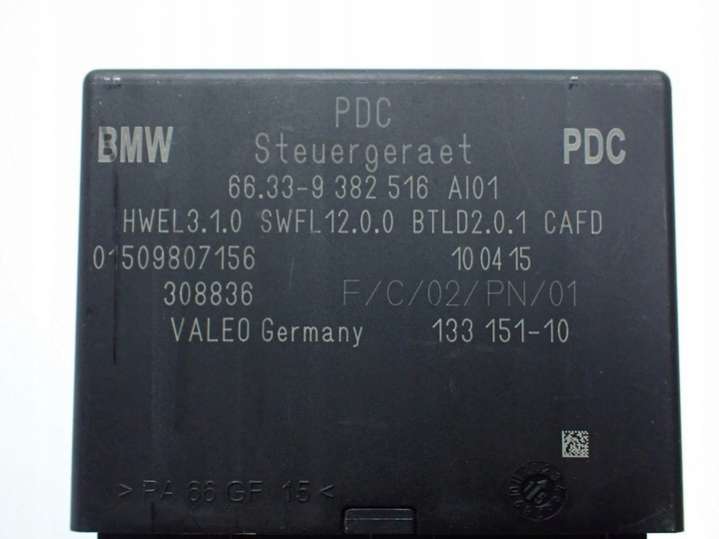 PDC
BMW Steuergeraet PDC
66.33-9 382 516 AI01
HWEL3.1.0 SWFL12.0.0 BTLD2.0.1 CAFD
01509807156 10 04 15
308836 F/C/02/PN/01
VALEO Germany 133 151-10
>PA 66 GF 15<